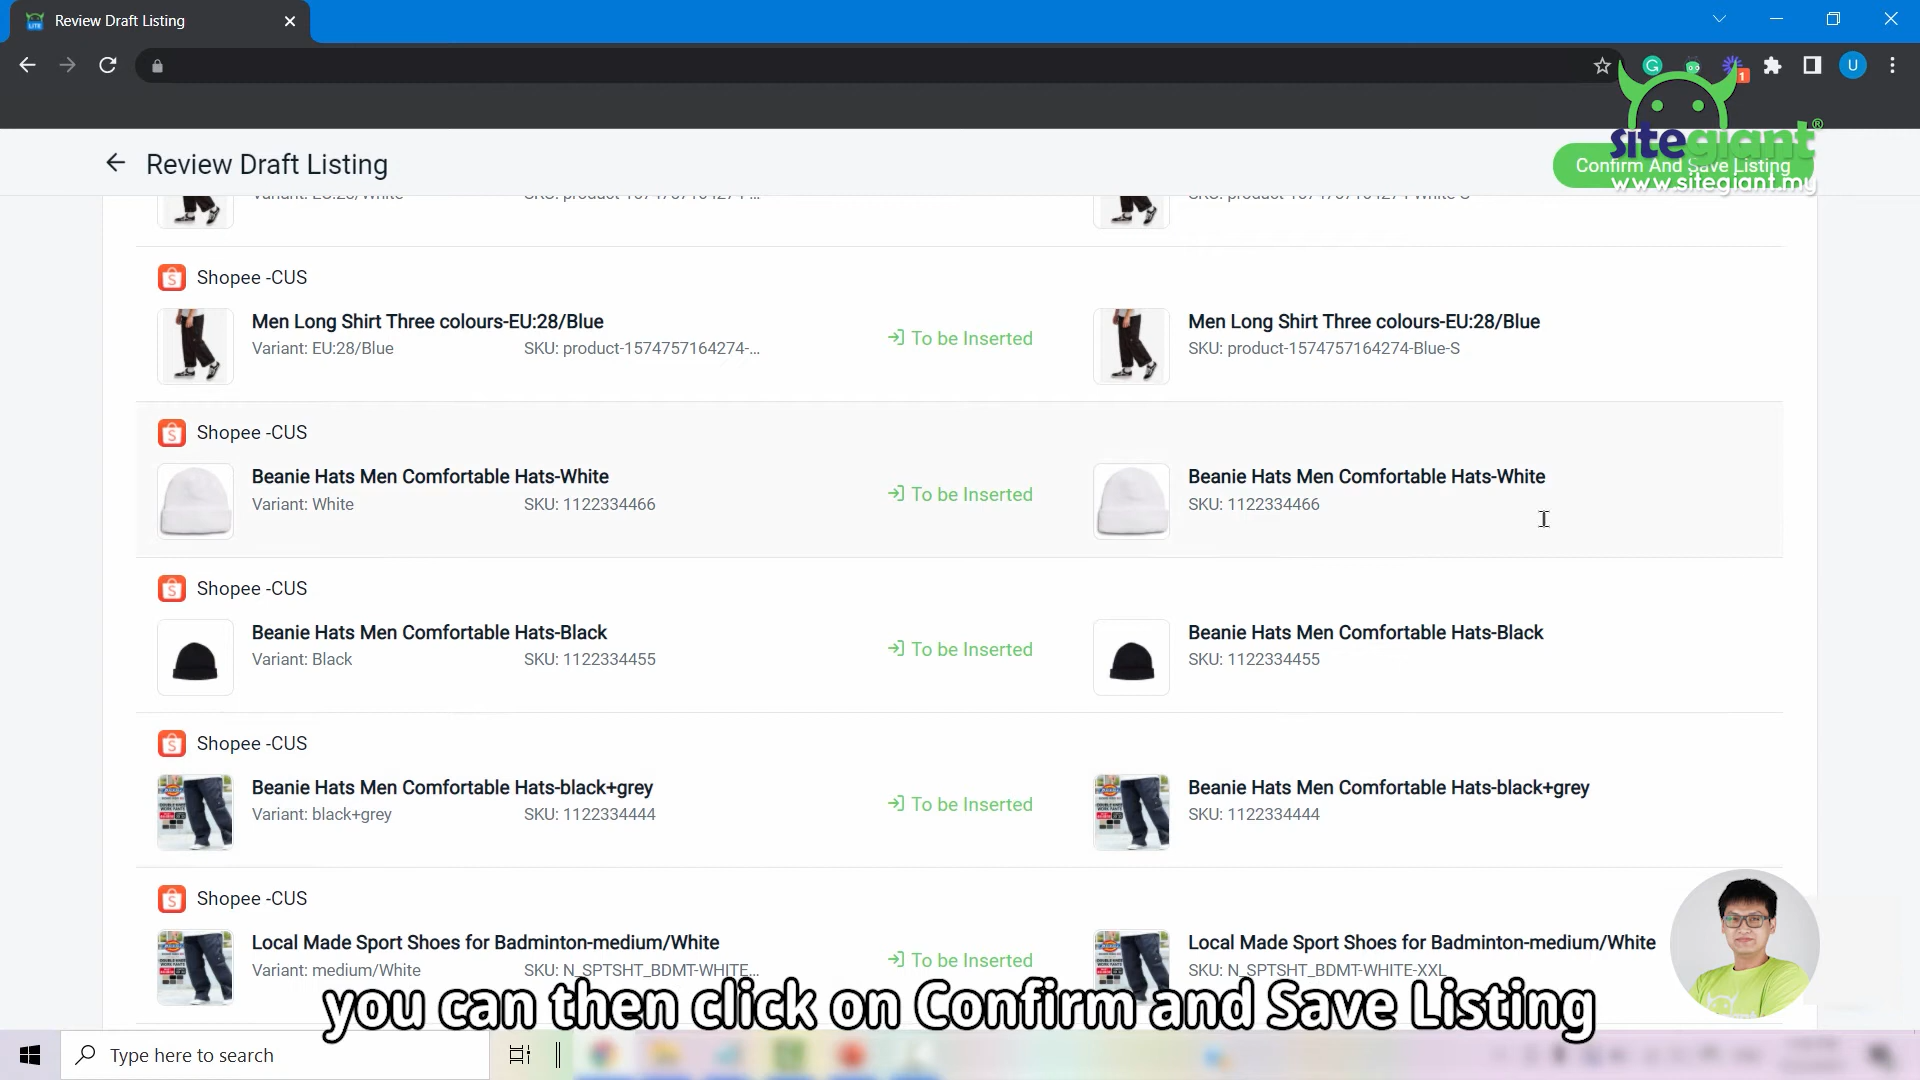 Review Draft Listing
U
1
sitegiant®
www.sitegiant.my
Review Draft Listing
Confirm And Save Listing
Shopee -CUS
Men Long Shirt Three colours-EU:28/Blue
Variant: EU:28/Blue
SKU: product-1574757164274-...
To be Inserted
Men Long Shirt Three colours-EU:28/Blue
SKU: product-1574757164274-Blue-S
Shopee -CUS
Beanie Hats Men Comfortable Hats-White
Variant: White
SKU: 1122334466
To be Inserted
Beanie Hats Men Comfortable Hats-White
SKU: 1122334466
Shopee -CUS
Beanie Hats Men Comfortable Hats-Black
Variant: Black
SKU: 1122334455
To be Inserted
Beanie Hats Men Comfortable Hats-Black
SKU: 1122334455
Shopee -CUS
Beanie Hats Men Comfortable Hats-black+grey
Variant: black+grey
SKU: 1122334444
To be Inserted
Beanie Hats Men Comfortable Hats-black+grey
SKU: 1122334444
Shopee -CUS
Local Made Sport Shoes for Badminton-medium/White
Variant: medium/White
SKU: N_SPTSHT_BDMT-WHITE...
To be Inserted
Local Made Sport Shoes for Badminton-medium/White
SKU: N_SPTSHT_BDMT-WHITE-XXL
you can then click on Confirm and Save Listing
Type here to search